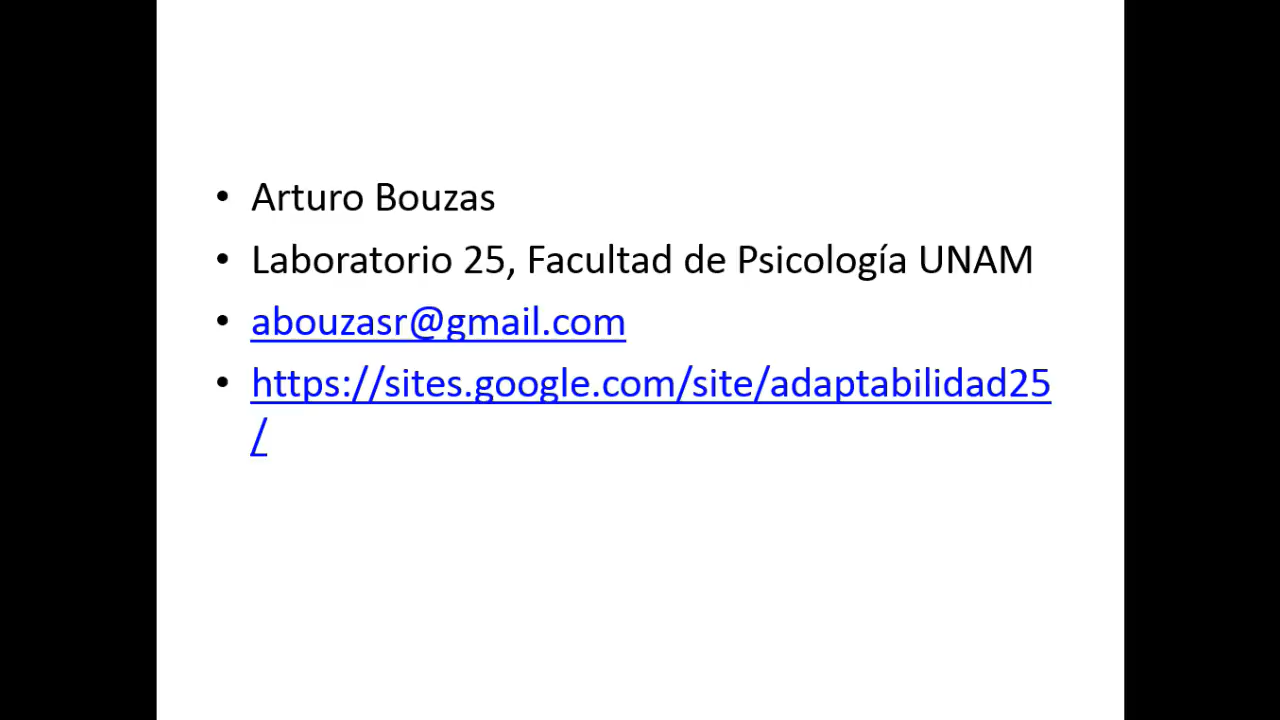 • Arturo Bouzas
• Laboratorio 25, Facultad de Psicología UNAM
• abouzasr@gmail.com
• https://sites.google.com/site/adaptabilidad25
/